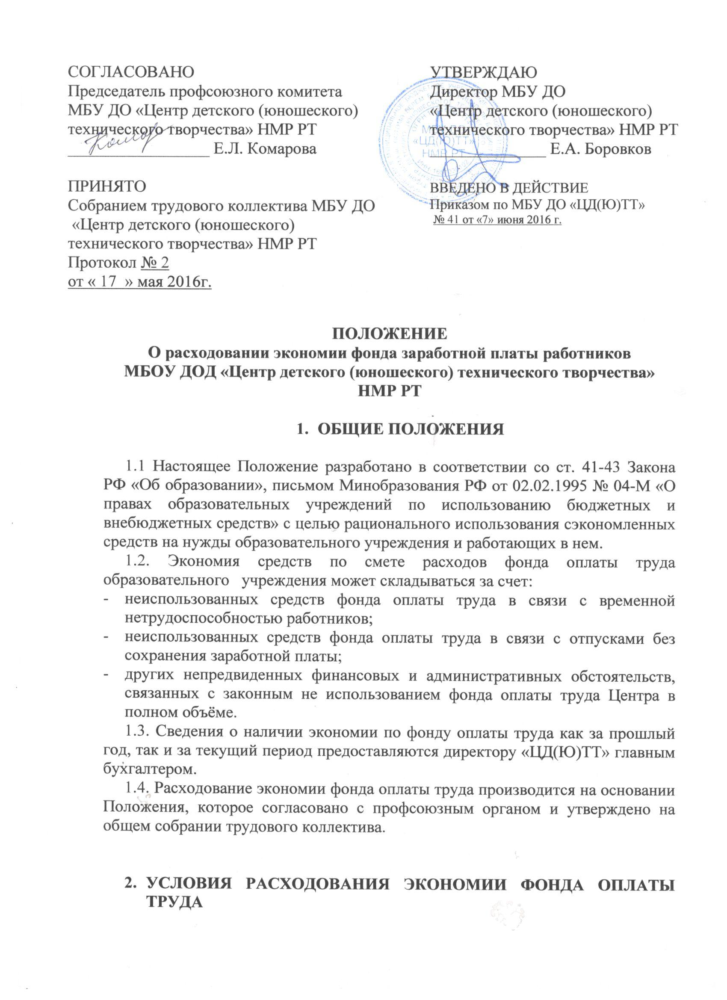 СОГЛАСОВАНО
Председатель профсоюзного комитета
МБУ ДО «Центр детского (юношеского)
технического творчества» НМР РТ
Е.Л. Комарова
УТВЕРЖДАЮ
Директор МБУ ДО
«Центр детского (юношеского)
технического творчества» НМР РТ
Е.А. Боровков
МБУ ДО
«ЦД(Ю)ТТ»
НМР РТ
ПРИНЯТО
Собранием трудового коллектива МБУ ДО
«Центр детского (юношеского)
технического творчества» НМР РТ
Протокол № 2
от « 17 » мая 2016г.
ВВЕДЕНО В ДЕЙСТВИЕ
Приказом по МБУ ДО «ЦД(Ю)ТТ»
№ 41 от «7» июня 2016 г.
ПОЛОЖЕНИЕ
О расходовании экономии фонда заработной платы работников
МБОУ ДОД «Центр детского (юношеского) технического творчества»
НМР РТ
1. ОБЩИЕ ПОЛОЖЕНИЯ
1.1 Настоящее Положение разработано в соответствии со ст. 41-43 Закона
РФ «Об образовании», письмом Минобразования РФ от 02.02.1995 № 04-М «О
правах образовательных учреждений по использованию бюджетных и
внебюджетных средств» с целью рационального использования сэкономленных
средств на нужды образовательного учреждения и работающих в нем.
1.2. Экономия средств по смете расходов фонда оплаты труда
образовательного учреждения может складываться за счет:
- неиспользованных средств фонда оплаты труда в связи с временной
нетрудоспособностью работников;
- неиспользованных средств фонда оплаты труда в связи с отпусками без
сохранения заработной платы;
- других непредвиденных финансовых и административных обстоятельств,
связанных с законным не использованием фонда оплаты труда Центра в
полном объёме.
1.3. Сведения о наличии экономии по фонду оплаты труда как за прошлый
год, так и за текущий период предоставляются директору «ЦД(Ю)ТТ» главным
бухгалтером.
1.4. Расходование экономии фонда оплаты труда производится на основании
Положения, которое согласовано с профсоюзным органом и утверждено на
общем собрании трудового коллектива.
2. УСЛОВИЯ РАСХОДОВАНИЯ ЭКОНОМИИ ФОНДА ОПЛАТЫ
ТРУДА